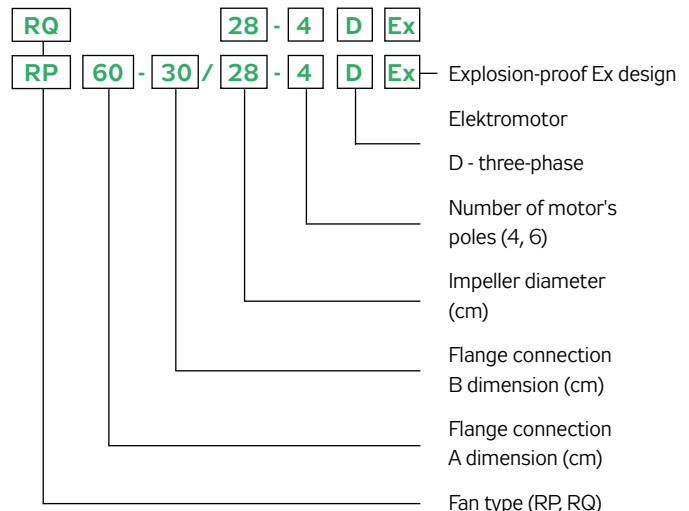 RQ 28 - 4 D Ex
RP 60 - 30 / 28 - 4 D Ex Explosion-proof Ex design
Elektromotor
D - three-phase
Number of motor's
poles (4, 6)
Impeller diameter
(cm)
Flange connection
B dimension (cm)
Flange connection
A dimension (cm)
Fan type (RP, RQ)